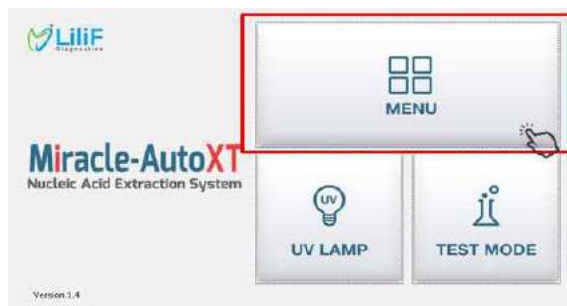 LiliF
Diagnostics
MENU
Miracle-AutoXT
Nucleic Acid Extraction System
UV
UV LAMP
TEST MODE
Version 1.4